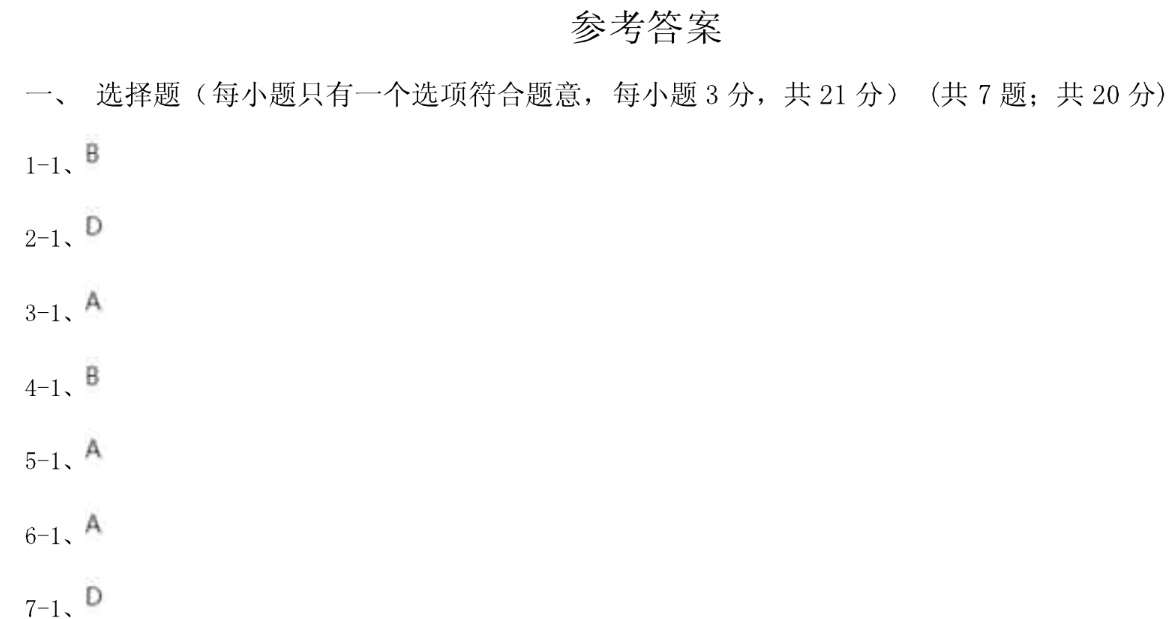 参考答案
一、 选择题（每小题只有一个选项符合题意，每小题 3 分，共 21 分） (共 7 题；共 20 分)
1-1、B
2-1、D
3-1、A
4-1、B
5-1、A
6-1、A
7-1、D